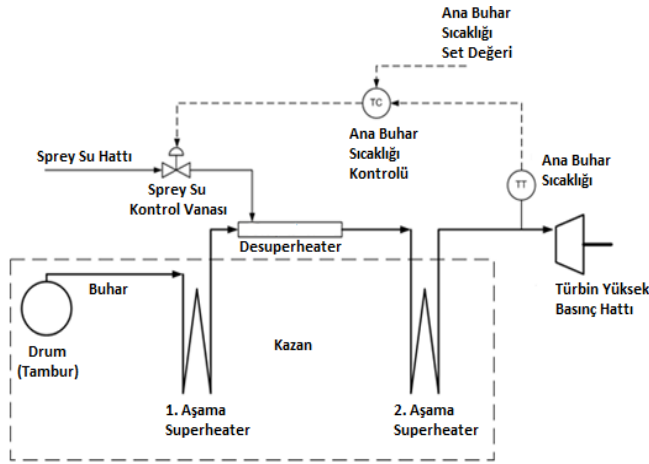 Ana Buhar
Sıcaklığı
Set Değeri
TC
Ana Buhar
Sıcaklığı
Kontrolü
Sprey Su Hattı
Sprey Su
Kontrol Vanası
Ana Buhar
Sıcaklığı
TT
Desuperheater
Türbin Yüksek
Basınç Hattı
Buhar
Drum
(Tambur)
Kazan
1. Aşama
Superheater
2. Aşama
Superheater